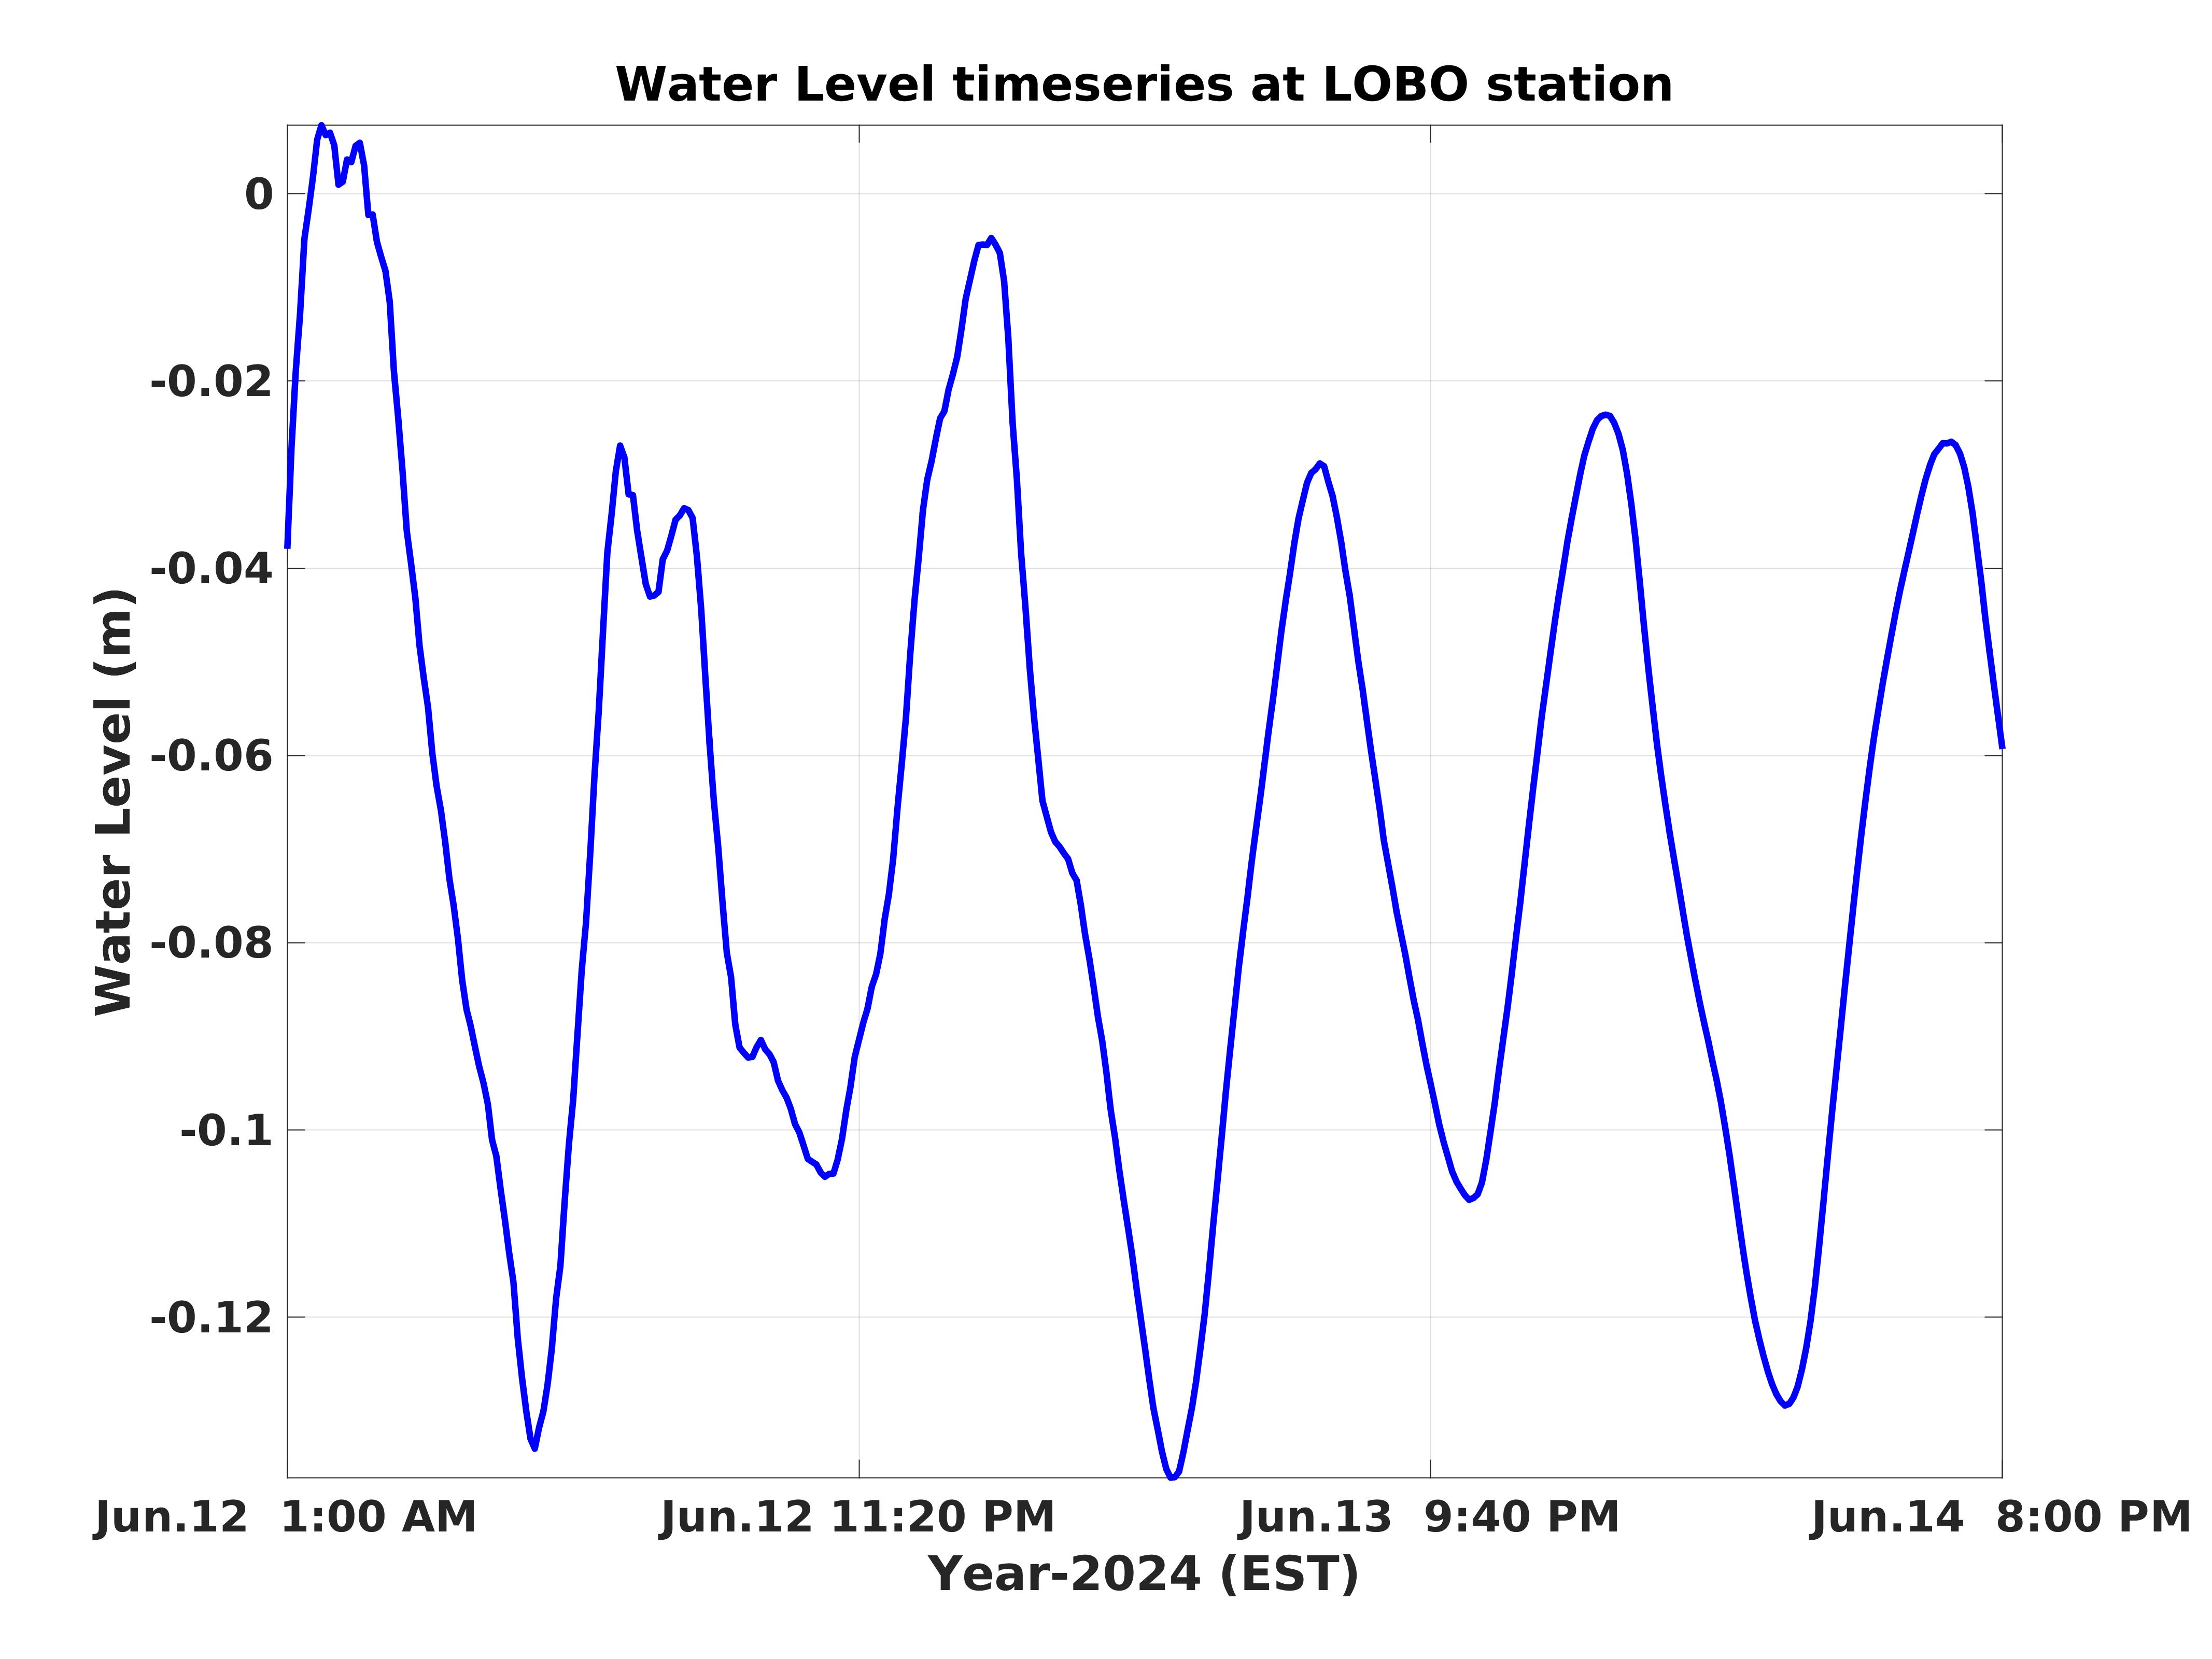 Water Level timeseries at LOBO station
0
-0.02
-0.04
-0.06
-0.08
-0.1
-0.12
Water Level (m)
Jun.12  1:00 AM
Jun.12 11:20 PM
Jun.13  9:40 PM
Jun.14  8:00 PM
Year-2024 (EST)